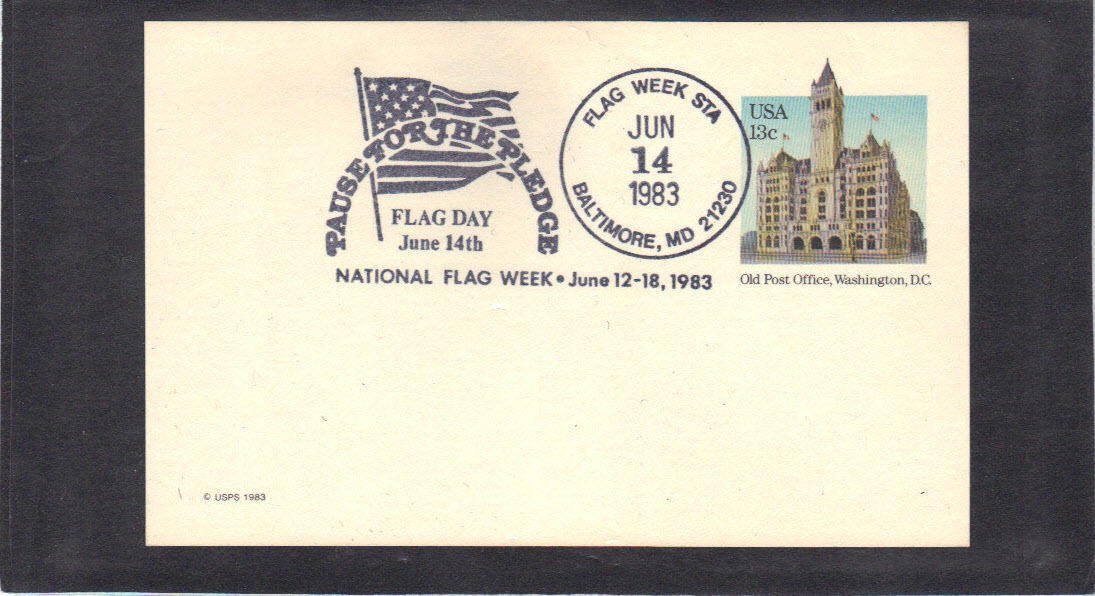 PAUSE FOR THE PLEDGE
FLAG DAY
June 14th
NATIONAL FLAG WEEK • June 12-18, 1983
FLAG WEEK STA
JUN
14
1983
BALTIMORE, MD 21230
USA
13c
Old Post Office, Washington, D.C.
© USPS 1983